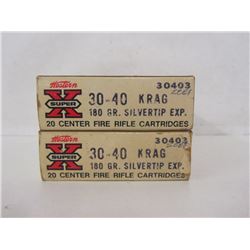 Western
SUPER X
30403
30-40 KRAG
180 GR. SILVERTIP EXP.
20 CENTER FIRE RIFLE CARTRIDGES
Western
SUPER X
30403
30-40 KRAG
180 GR. SILVERTIP EXP.
20 CENTER FIRE RIFLE CARTRIDGES